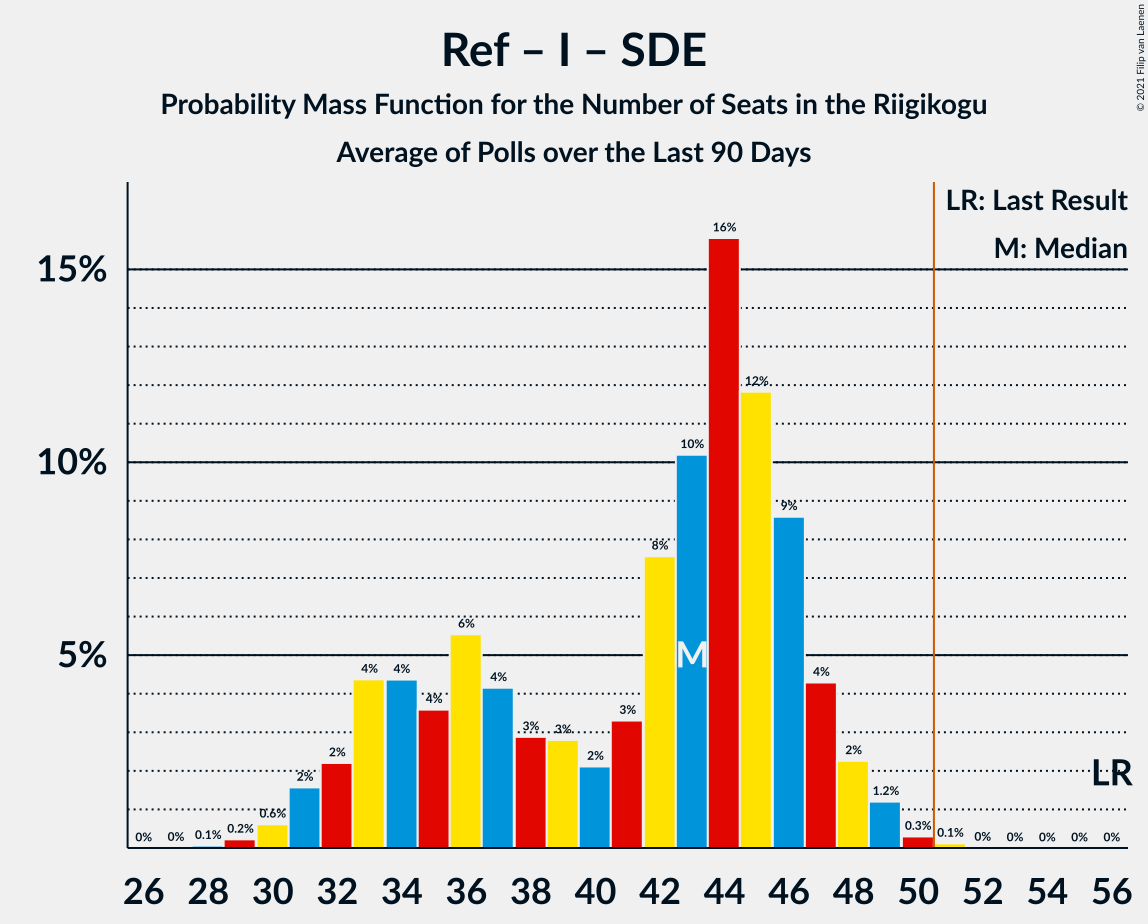 Ref – I – SDE
Probability Mass Function for the Number of Seats in the Riigikogu
Average of Polls over the Last 90 Days
© 2021 Filip van Laenen
LR: Last Result
M: Median
15%
10%
5%
0% 0% 0.1% 0.2% 0.6% 2% 2% 4% 4% 4% 6% 4% 3% 3% 2% 3% 8% 10% 16% 12% 9% 4% 2% 1.2% 0.3% 0.1% 0% 0% 0% 0% 0%
M
LR
26 28 30 32 34 36 38 40 42 44 46 48 50 52 54 56